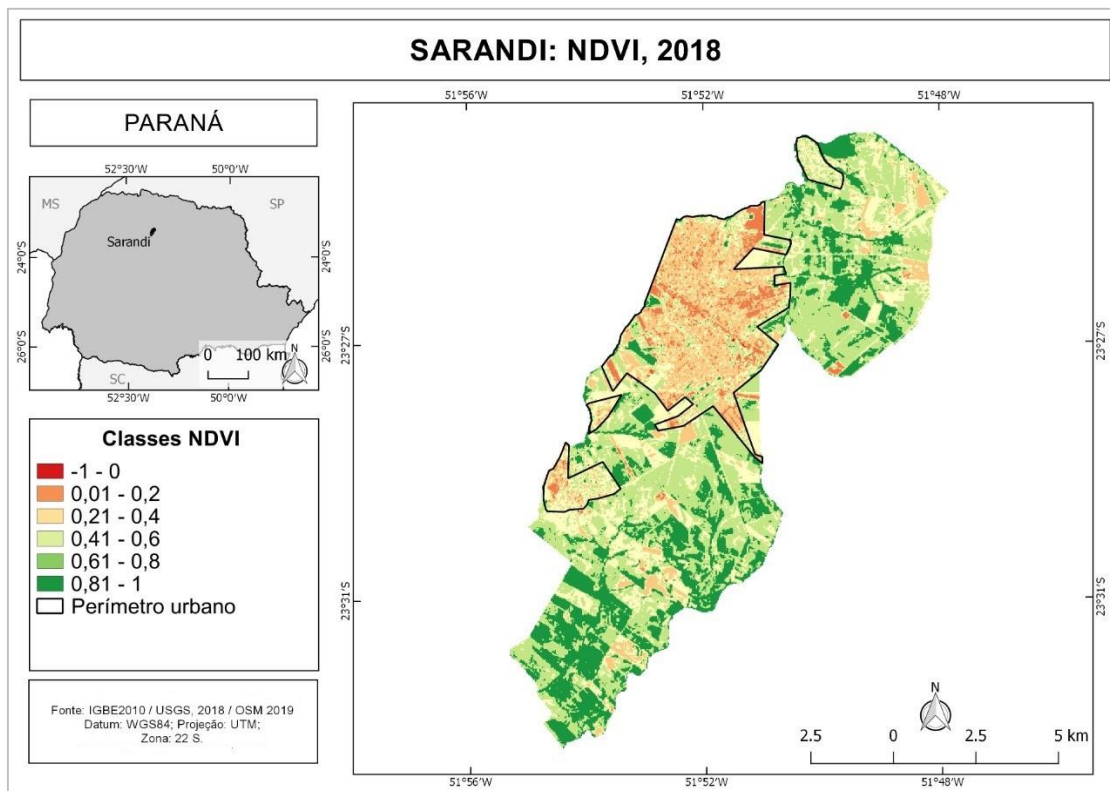 SARANDI: NDVI, 2018
PARANÁ
52°30'W 50°0'W
MS
SP
Sarandi
24°0'S
24°0'S
26°0'S
26°0'S
0 100 km
N
SC
52°30'W 50°0'W
Classes NDVI
-1 - 0
0,01 - 0,2
0,21 - 0,4
0,41 - 0,6
0,61 - 0,8
0,81 - 1
Perímetro urbano
Fonte: IGBE2010 / USGS, 2018 / OSM 2019
Datum: WGS84; Projeção: UTM;
Zona: 22 S.
51°56'W 51°52'W 51°48'W
23°27'S
23°27'S
23°31'S
23°31'S
N
2.5 0 2.5 5 km
51°56'W 51°52'W 51°48'W